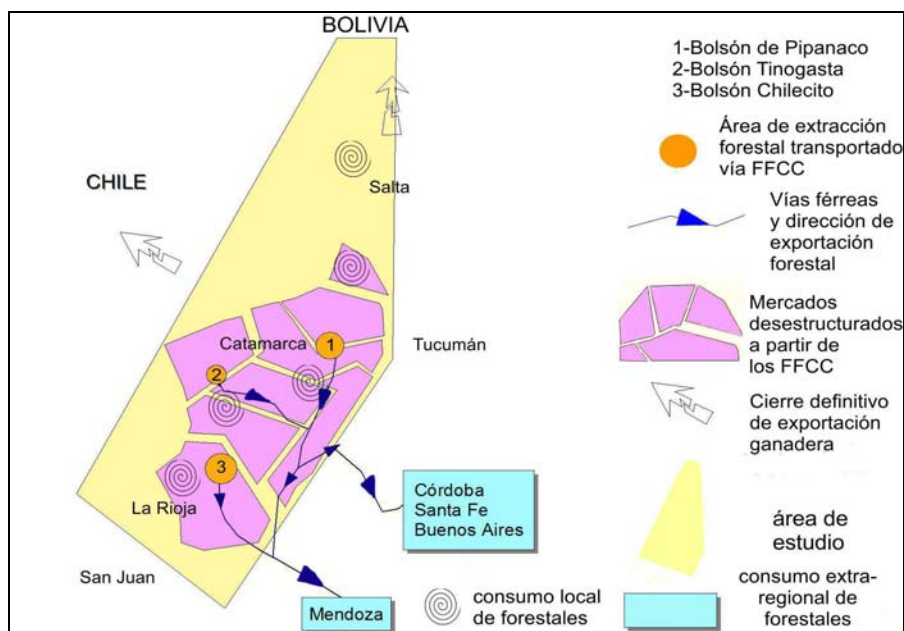 BOLIVIA
CHILE
Salta
Catamarca
1
Tucumán
2
3
La Rioja
Córdoba
Santa Fe
Buenos Aires
San Juan
Mendoza
1-Bolsón de Pipanaco
2-Bolsón Tinogasta
3-Bolsón Chilecito
Área de extracción
forestal transportado
vía FFCC
Vías férreas
y dirección de
exportación
forestal
Mercados
desestructurados
a partir de
los FFCC
Cierre definitivo
de exportación
ganadera
área de
estudio
consumo local
de forestales
consumo extra-
regional de
forestales